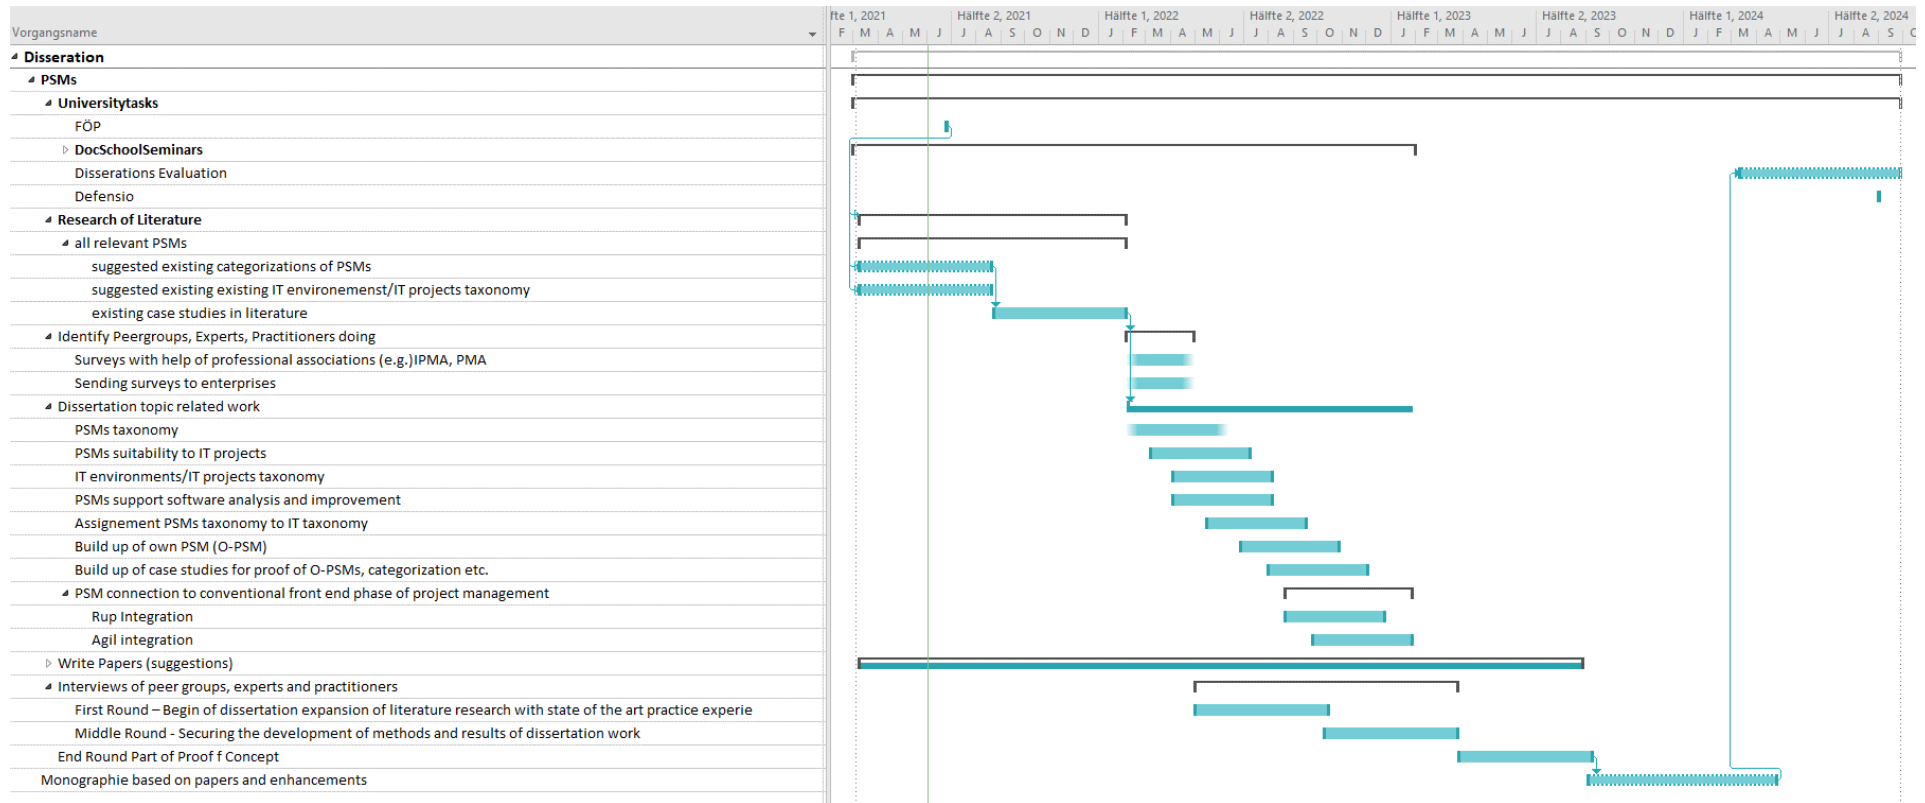 fte 1, 2021 Hälfte 2, 2021 Hälfte 1, 2022 Hälfte 2, 2022 Hälfte 1, 2023 Hälfte 2, 2023 Hälfte 1, 2024 Hälfte 2, 2024
Vorgangsname F M A M J J A S O N D J F M A M J J A S O N D J F M A M J J A S O N D J F M A M J J A S O
Disseration
PSMs
Universitytasks
FÖP
DocSchoolSeminars
Disserations Evaluation
Defensio
Research of Literature
all relevant PSMs
suggested existing categorizations of PSMs
suggested existing existing IT environemenst/IT projects taxonomy
existing case studies in literature
Identify Peergroups, Experts, Practitioners doing
Surveys with help of professional associations (e.g.)IPMA, PMA
Sending surveys to enterprises
Dissertation topic related work
PSMs taxonomy
PSMs suitability to IT projects
IT environments/IT projects taxonomy
PSMs support software analysis and improvement
Assignement PSMs taxonomy to IT taxonomy
Build up of own PSM (O-PSM)
Build up of case studies for proof of O-PSMs, categorization etc.
PSM connection to conventional front end phase of project management
Rup Integration
Agil integration
Write Papers (suggestions)
Interviews of peer groups, experts and practitioners
First Round – Begin of dissertation expansion of literature research with state of the art practice experie
Middle Round - Securing the development of methods and results of dissertation work
End Round Part of Proof f Concept
Monographie based on papers and enhancements